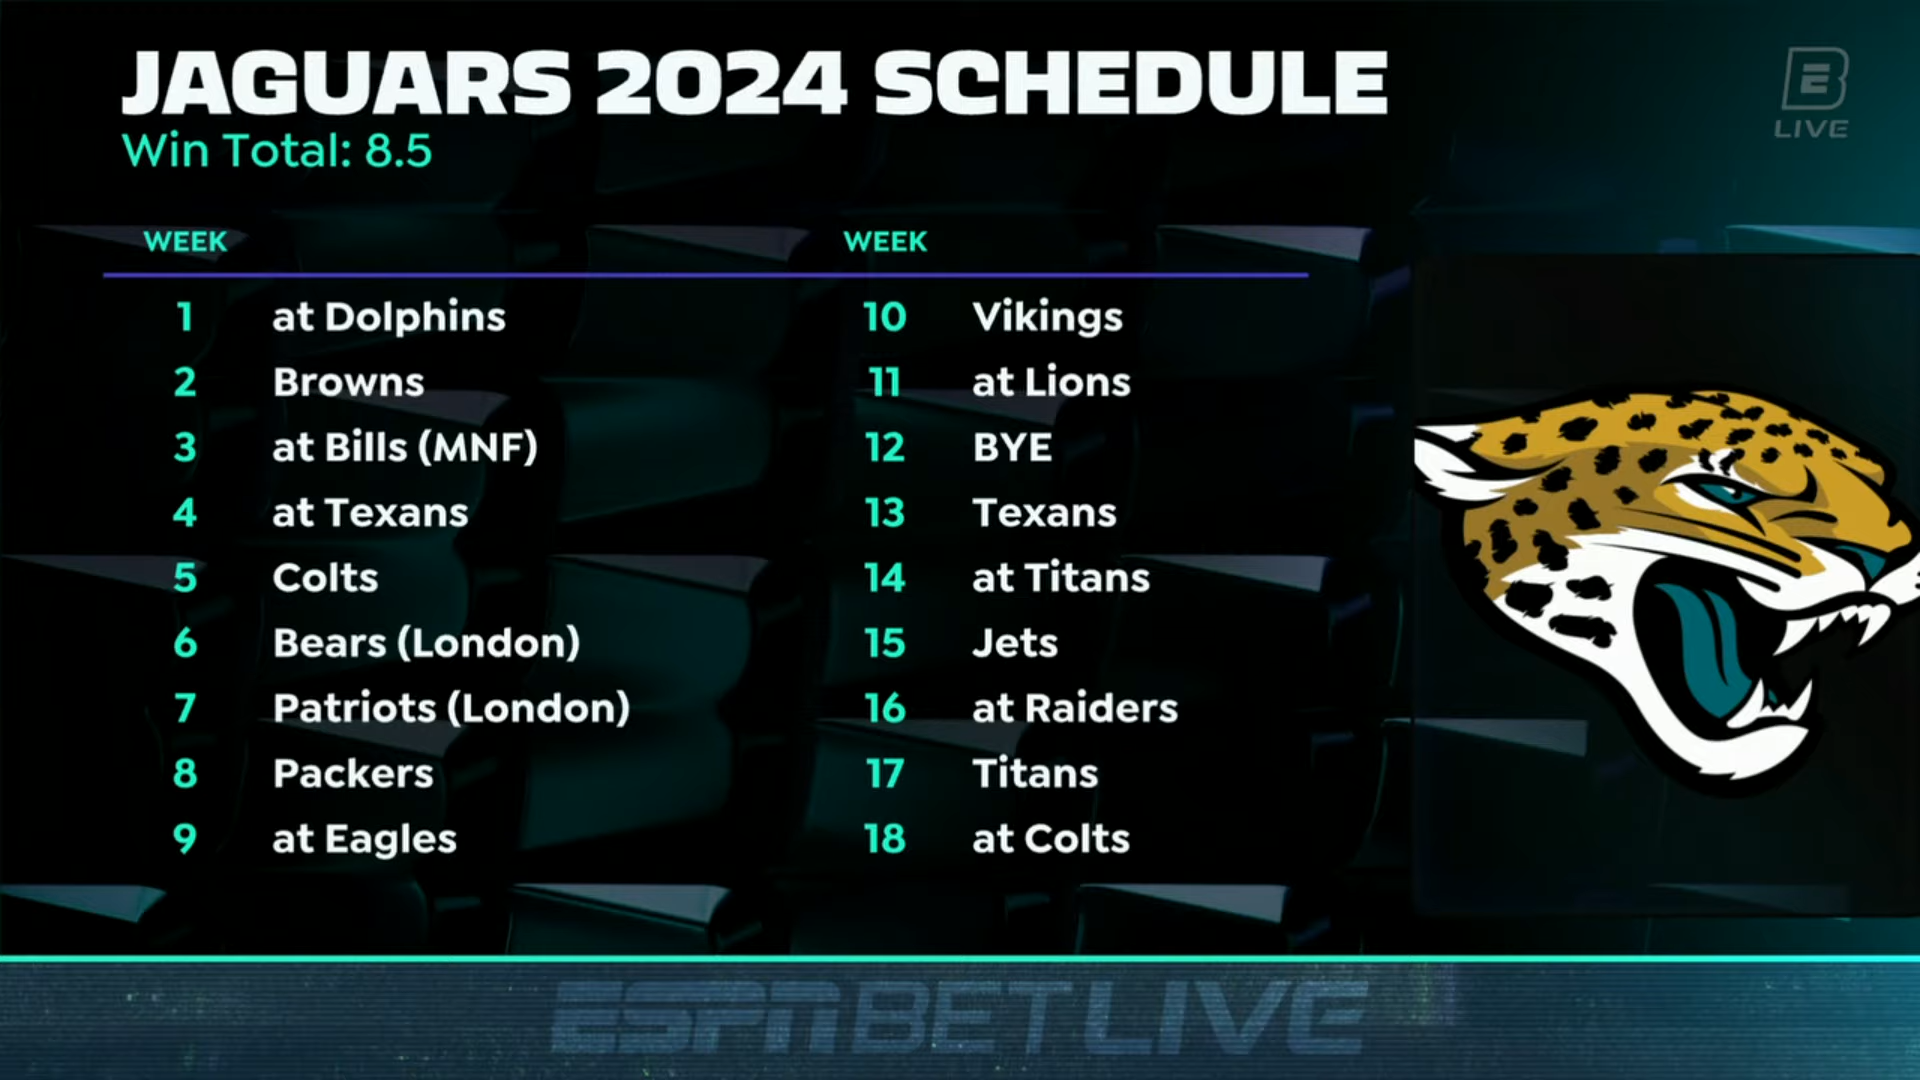 JAGUARS 2024 SCHEDULE
Win Total: 8.5
B LIVE
WEEK
1 at Dolphins
2 Browns
3 at Bills (MNF)
4 at Texans
5 Colts
6 Bears (London)
7 Patriots (London)
8 Packers
9 at Eagles
WEEK
10 Vikings
11 at Lions
12 BYE
13 Texans
14 at Titans
15 Jets
16 at Raiders
17 Titans
18 at Colts
ESPN BET LIVE